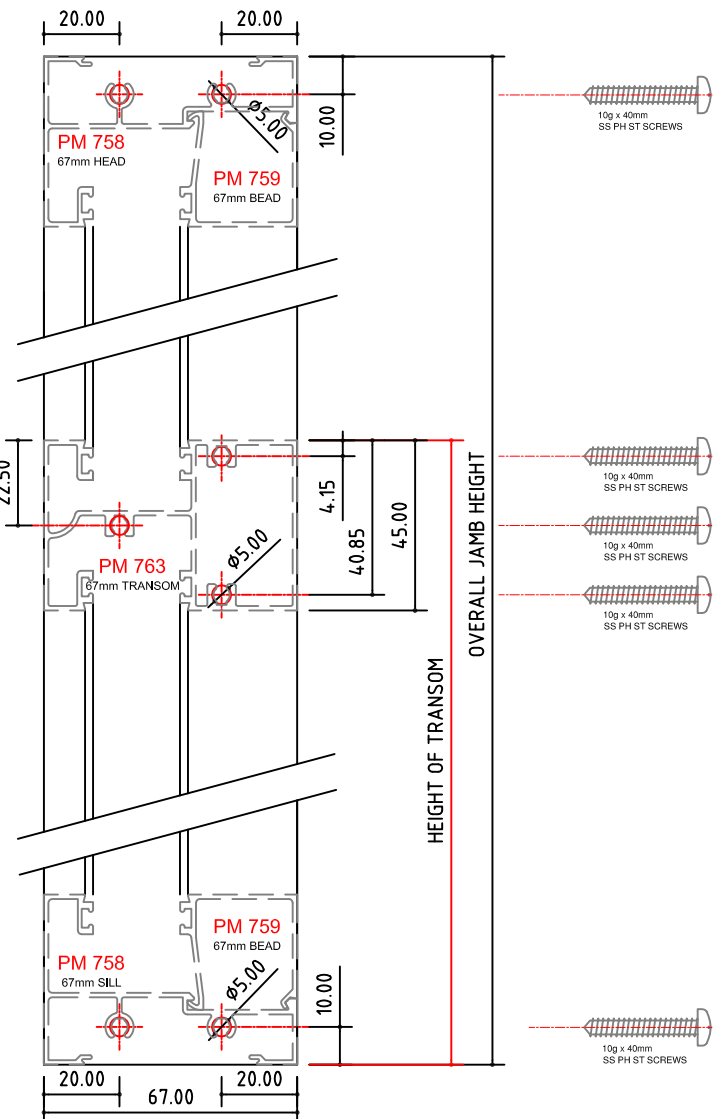 20.00
20.00
Ø5.00
10.00
10g x 40mm
SS PH ST SCREWS
PM 758
67mm HEAD
PM 759
67mm BEAD
22.50
4.15
40.85
45.00
10g x 40mm
SS PH ST SCREWS
10g x 40mm
SS PH ST SCREWS
10g x 40mm
SS PH ST SCREWS
PM 763
67mm TRANSOM
Ø5.00
OVERALL JAMB HEIGHT
HEIGHT OF TRANSOM
PM 759
67mm BEAD
PM 758
67mm SILL
Ø5.00
10.00
10g x 40mm
SS PH ST SCREWS
20.00
20.00
67.00